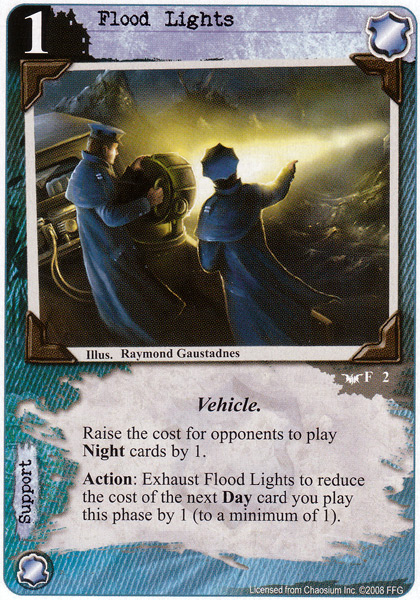 1
Flood Lights
Illus. Raymond Gaustadnes
F 2
Vehicle.
Raise the cost for opponents to play
Night cards by 1.
Action: Exhaust Flood Lights to reduce
the cost of the next Day card you play
this phase by 1 (to a minimum of 1).
Support
Licensed from Chaosium Inc. ©2008 FFG